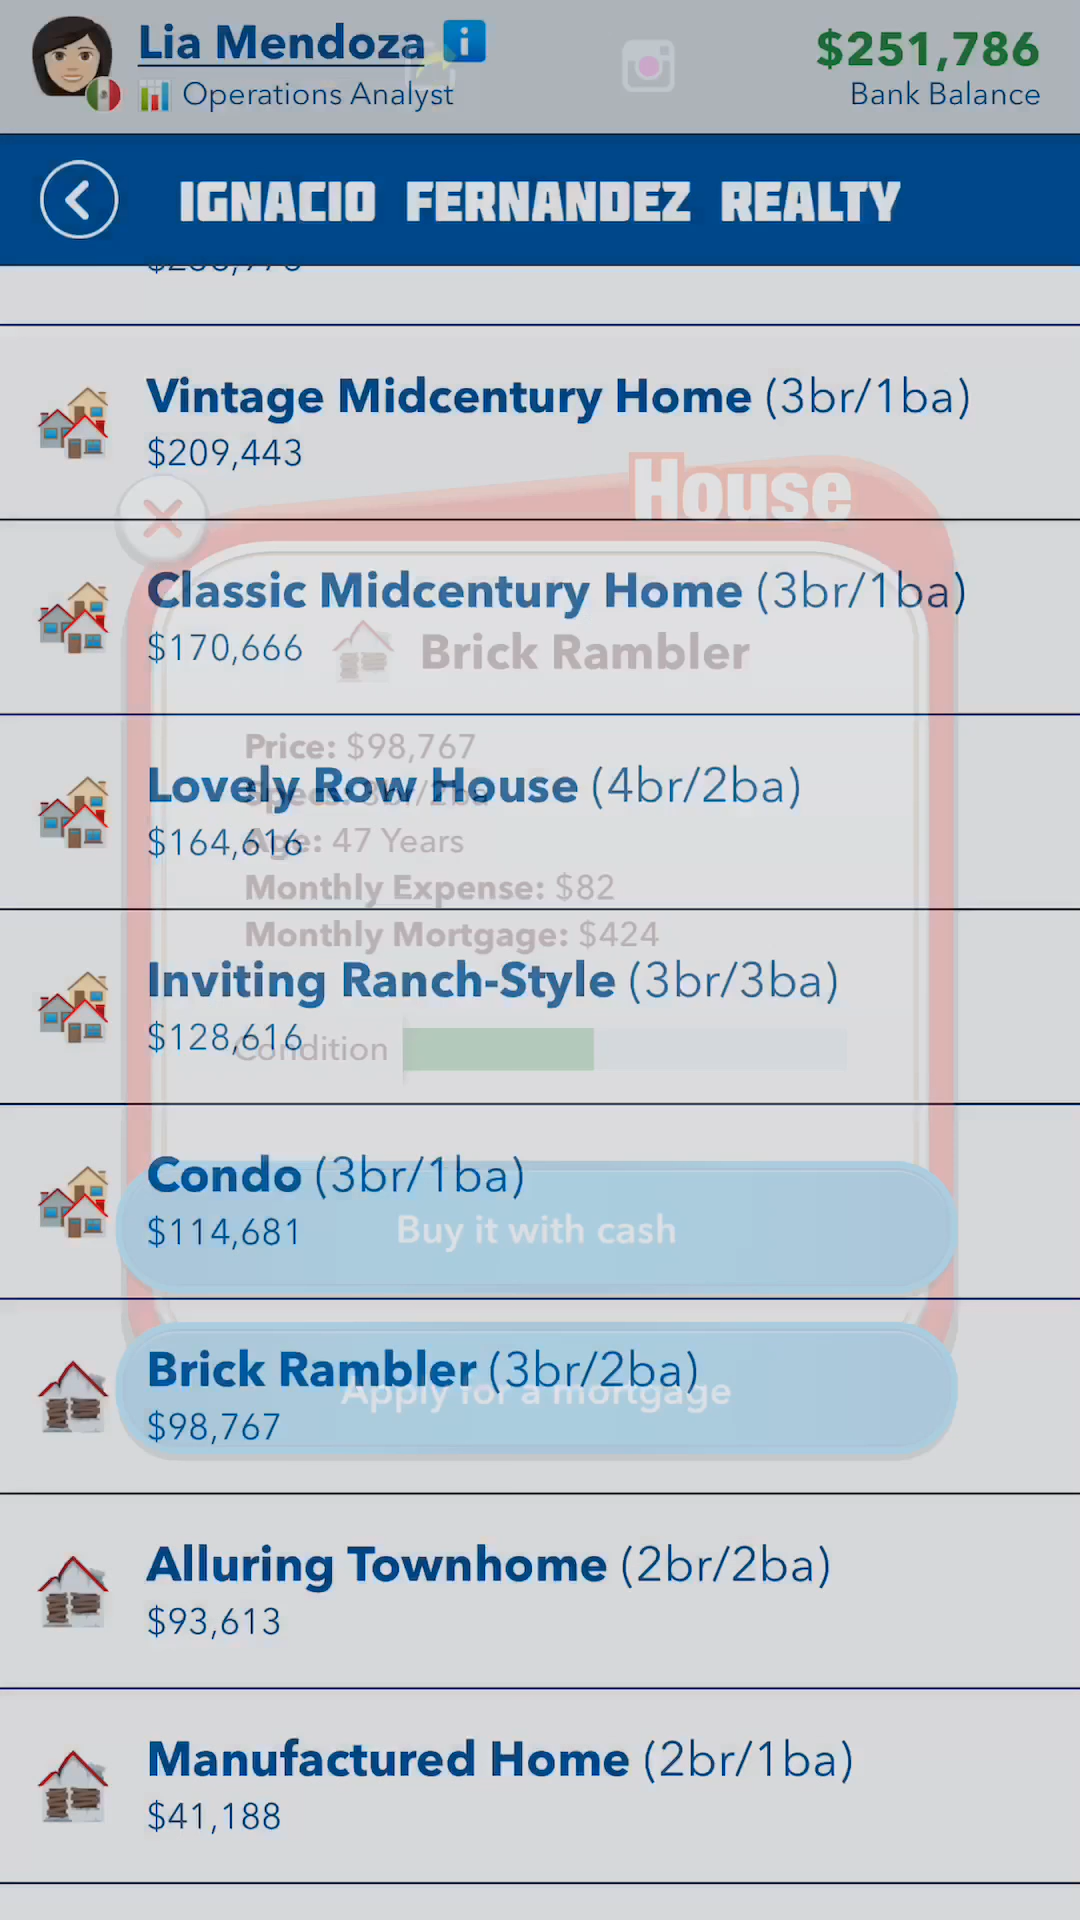 Lia Mendoza
Operations Analyst
$251,786
Bank Balance
IGNACIO FERNANDEZ REALTY
Vintage Midcentury Home (3br/1ba)
$209,443
House
Classic Midcentury Home (3br/1ba)
$170,666
Brick Rambler
Price: $98,767
Lovely Row House (4br/2ba)
Specs: 3br/2ba
$164,616
Age: 47 Years
Monthly Expense: $82
Monthly Mortgage: $424
Inviting Ranch-Style (3br/3ba)
$128,616
Condition
Condo (3br/1ba)
$114,681
Buy it with cash
Brick Rambler (3br/2ba)
Apply for a mortgage
$98,767
Alluring Townhome (2br/2ba)
$93,613
Manufactured Home (2br/1ba)
$41,188